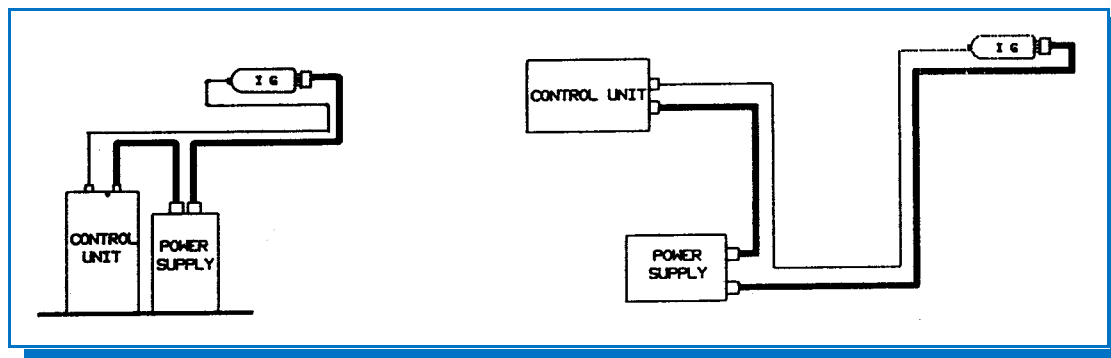 I G
CONTROL
UNIT
POWER
SUPPLY
I G
CONTROL UNIT
POWER
SUPPLY